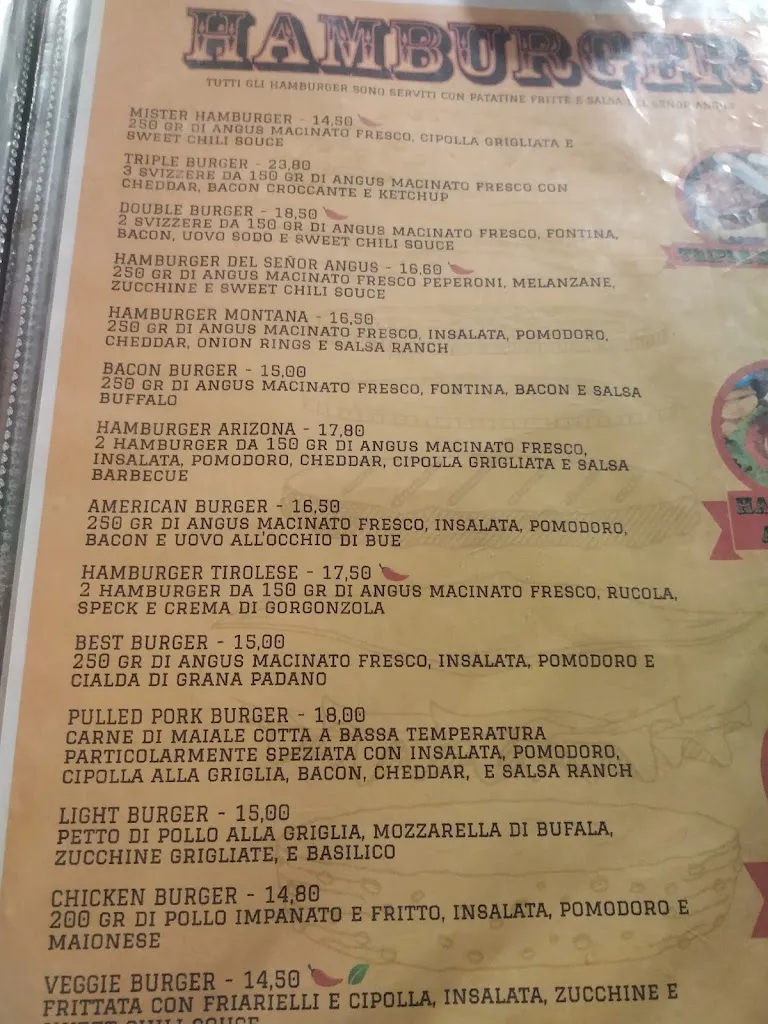 HAMBURGER
TUTTI GLI HAMBURGER SONO SERVITI CON PATATINE FRITTE E SALSA DEL SEÑOR ANGUS
MISTER HAMBURGER - 14,50
250 GR DI ANGUS MACINATO FRESCO, CIPOLLA GRIGLIATA E
SWEET CHILI SOUCE
TRIPLE BURGER - 23,80
3 SVIZZERE DA 150 GR DI ANGUS MACINATO FRESCO CON
CHEDDAR, BACON CROCCANTE E KETCHUP
DOUBLE BURGER - 18,50
2 SVIZZERE DA 150 GR DI ANGUS MACINATO FRESCO, FONTINA,
BACON, UOVO SODO E SWEET CHILI SOUCE
HAMBURGER DEL SEÑOR ANGUS - 16,60
250 GR DI ANGUS MACINATO FRESCO PEPERONI, MELANZANE,
ZUCCHINE E SWEET CHILI SOUCE
HAMBURGER MONTANA - 16,50
250 GR DI ANGUS MACINATO FRESCO, INSALATA, POMODORO,
CHEDDAR, ONION RINGS E SALSA RANCH
BACON BURGER - 15,00
250 GR DI ANGUS MACINATO FRESCO, FONTINA, BACON E SALSA
BUFFALO
HAMBURGER ARIZONA - 17,80
2 HAMBURGER DA 150 GR DI ANGUS MACINATO FRESCO,
INSALATA, POMODORO, CHEDDAR, CIPOLLA GRIGLIATA E SALSA
BARBECUE
AMERICAN BURGER - 16,50
250 GR DI ANGUS MACINATO FRESCO, INSALATA, POMODORO,
BACON E UOVO ALL'OCCHIO DI BUE
HAMBURGER TIROLESE - 17,50
2 HAMBURGER DA 150 GR DI ANGUS MACINATO FRESCO, RUCOLA,
SPECK E CREMA DI GORGONZOLA
BEST BURGER - 15,00
250 GR DI ANGUS MACINATO FRESCO, INSALATA, POMODORO E
CIALDA DI GRANA PADANO
PULLED PORK BURGER - 18,00
CARNE DI MAIALE COTTA A BASSA TEMPERATURA
PARTICOLARMENTE SPEZIATA CON INSALATA, POMODORO,
CIPOLLA ALLA GRIGLIA, BACON, CHEDDAR, E SALSA RANCH
LIGHT BURGER - 15,00
PETTO DI POLLO ALLA GRIGLIA, MOZZARELLA DI BUFALA,
ZUCCHINE GRIGLIATE, E BASILICO
CHICKEN BURGER - 14,80
200 GR DI POLLO IMPANATO E FRITTO, INSALATA, POMODORO E
MAIONESE
VEGGIE BURGER - 14,50
FRITTATA CON FRIARIELLI E CIPOLLA, INSALATA, ZUCCHINE E
SWEET CHILI SOUCE
TRIPLE